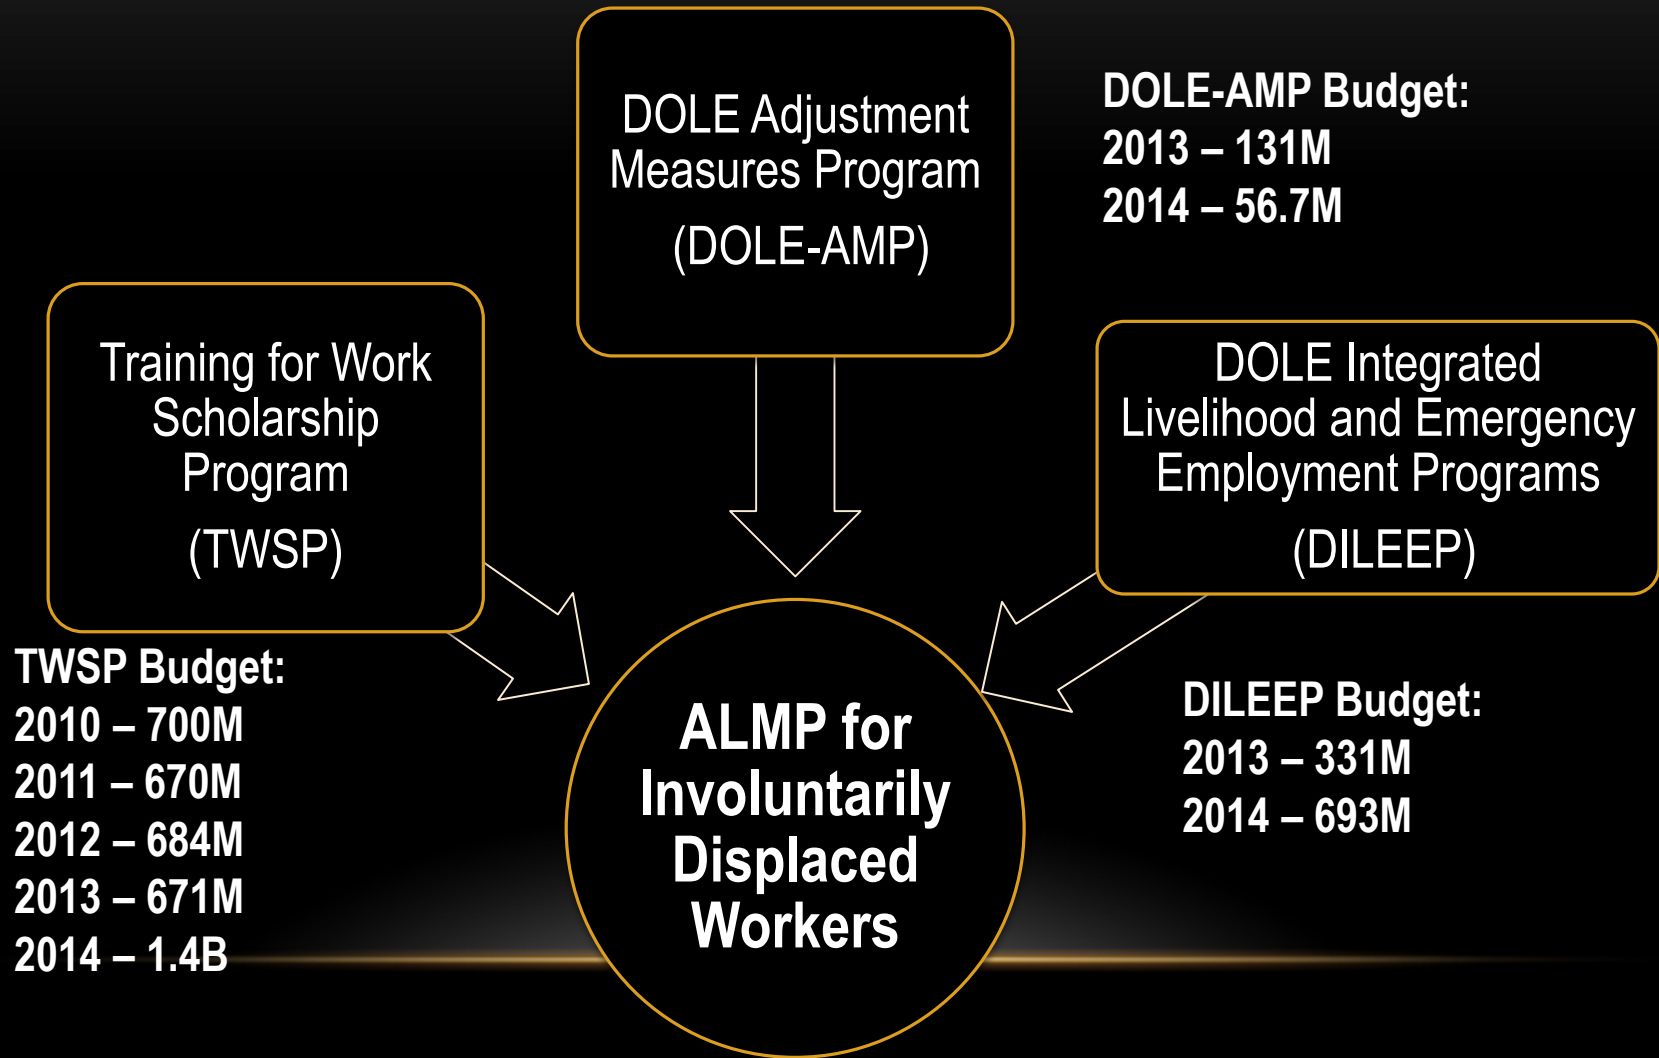 DOLE Adjustment
Measures Program
(DOLE-AMP)
DOLE-AMP Budget:
2013 – 131M
2014 – 56.7M
Training for Work
Scholarship
Program
(TWSP)
DOLE Integrated
Livelihood and Emergency
Employment Programs
(DILEEP)
TWSP Budget:
2010 – 700M
2011 – 670M
2012 – 684M
2013 – 671M
2014 – 1.4B
ALMP for
Involuntarily
Displaced
Workers
DILEEP Budget:
2013 – 331M
2014 – 693M